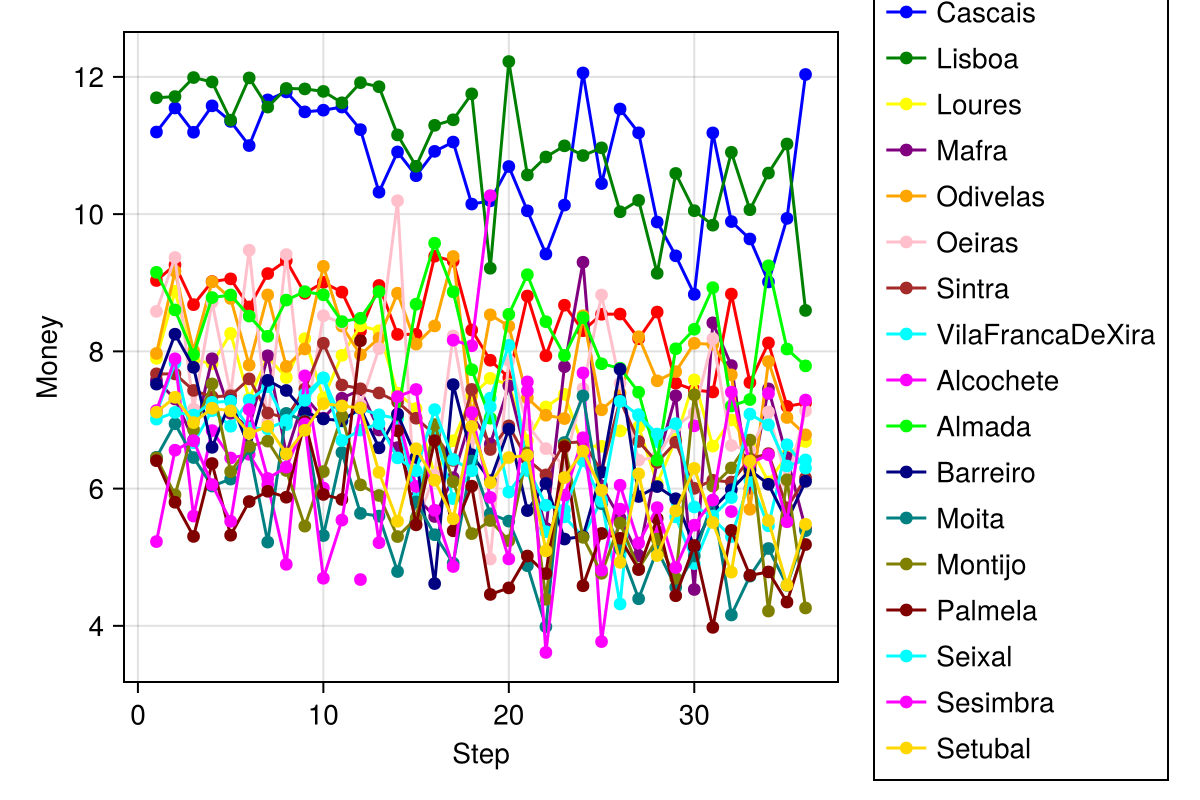 12
10
8
6
4
0
10
20
30
Money
Step
Cascais
Lisboa
Loures
Mafra
Odivelas
Oeiras
Sintra
VilaFrancaDeXira
Alcochete
Almada
Barreiro
Moita
Montijo
Palmela
Seixal
Sesimbra
Setubal